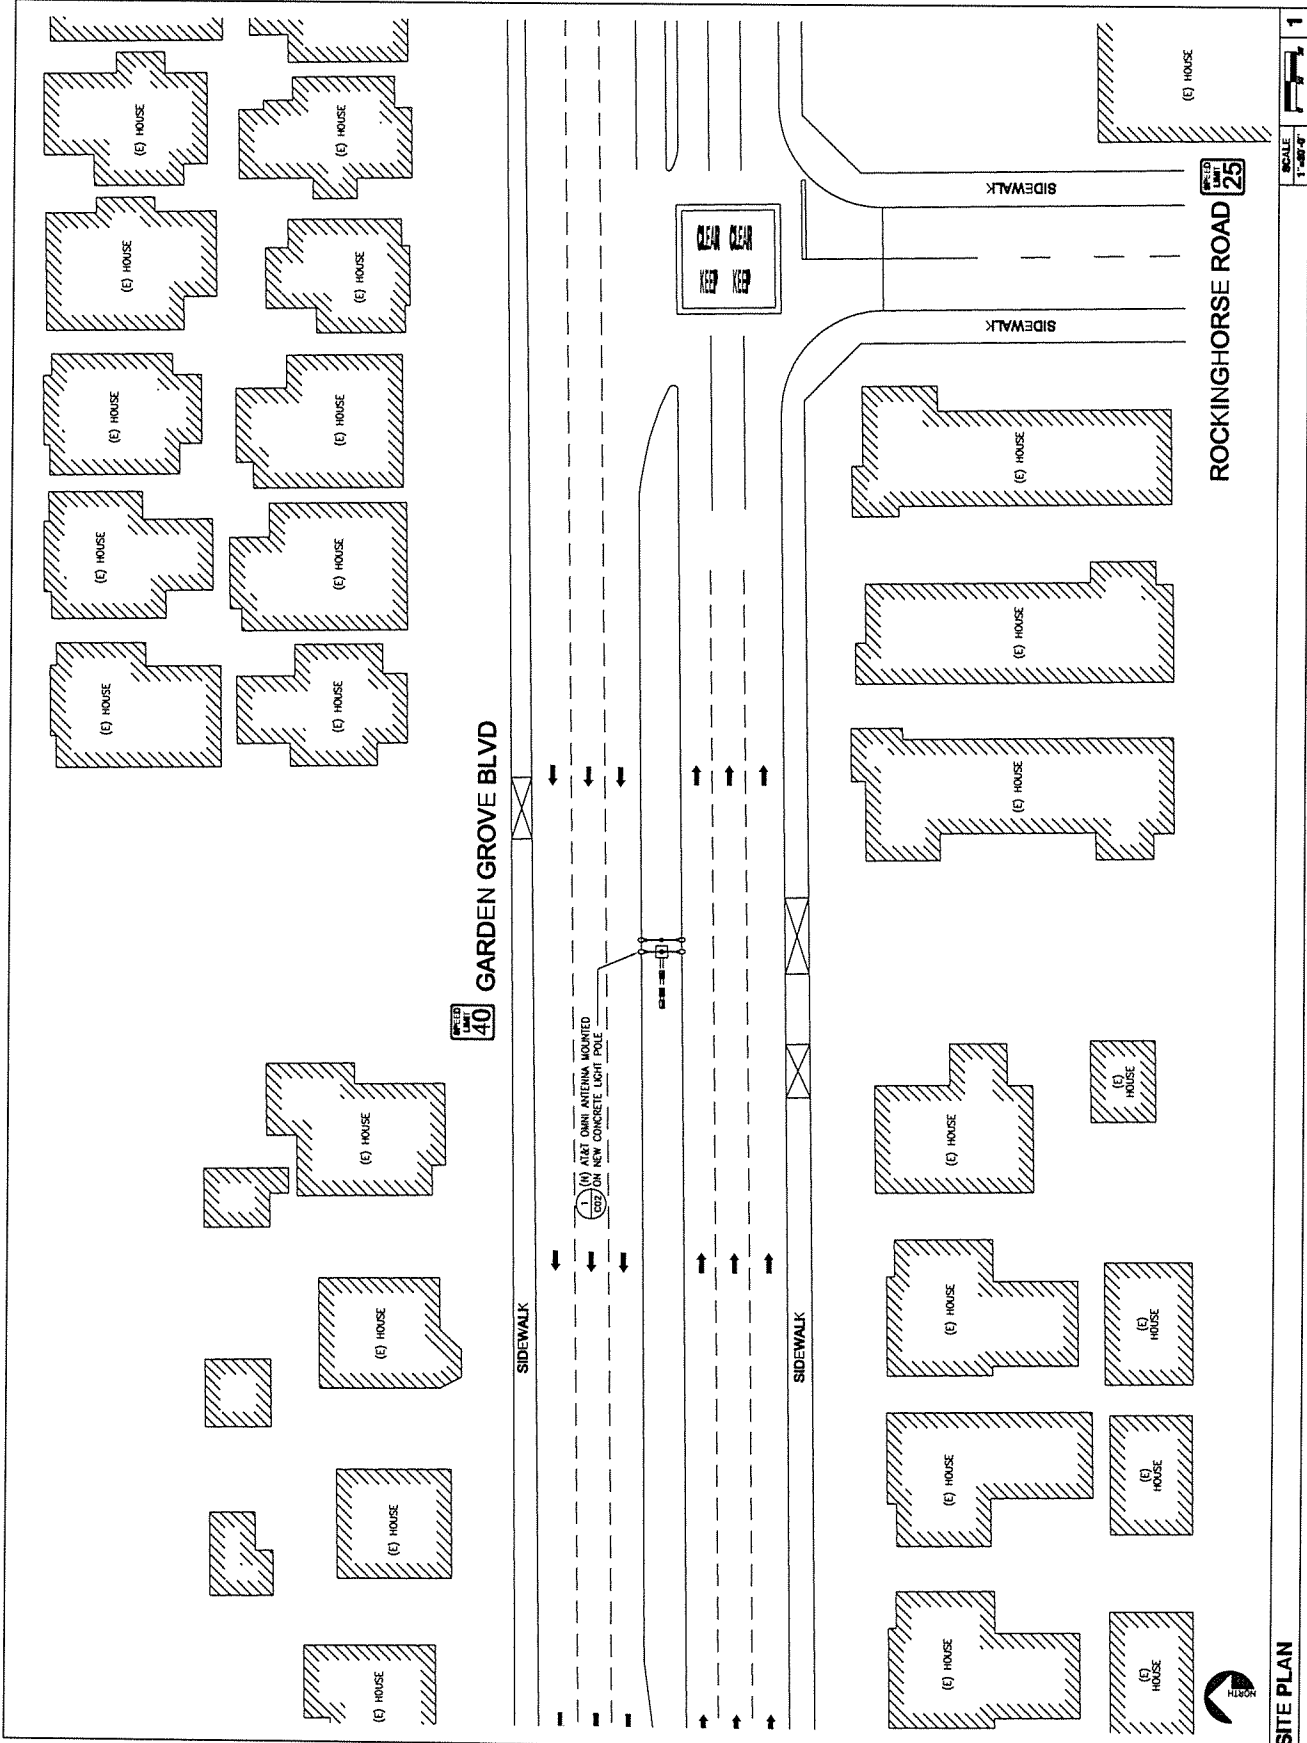 (E) HOUSE
(E) HOUSE
(E) HOUSE
(E) HOUSE
(E) HOUSE
(E) HOUSE
(E) HOUSE
(E) HOUSE
(E) HOUSE
(E) HOUSE
(E) HOUSE
(E) HOUSE
(E) HOUSE
(E) HOUSE
SPEED
LIMIT
40
GARDEN GROVE BLVD
SIDEWALK
1
C02
(N) AT&T OMNI ANTENNA MOUNTED
ON NEW CONCRETE LIGHT POLE
KEEP CLEAR
KEEP CLEAR
SIDEWALK
(E) HOUSE
(E) HOUSE
(E) HOUSE
(E) HOUSE
(E) HOUSE
(E) HOUSE
(E) HOUSE
SIDEWALK
SIDEWALK
(E)
HOUSE
(E)
HOUSE
(E)
HOUSE
(E)
HOUSE
(E) HOUSE
ROCKINGHORSE ROAD
SPEED
LIMIT
25
NORTH
SITE PLAN
SCALE
1